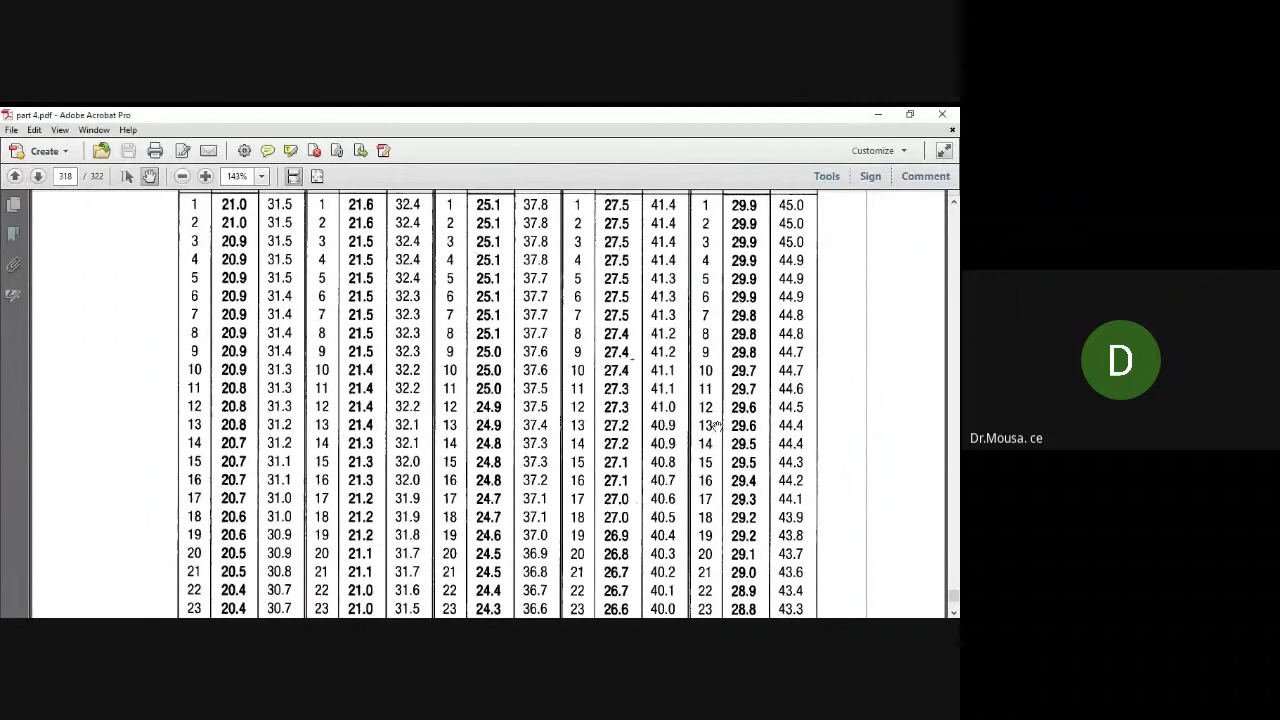 part 4.pdf - Adobe Acrobat Pro
File Edit View Window Help
Create Customize
318 / 322 143% Tools Sign Comment
1 21.0 31.5 1 21.6 32.4 1 25.1 37.8 1 27.5 41.4 1 29.9 45.0
2 21.0 31.5 2 21.6 32.4 2 25.1 37.8 2 27.5 41.4 2 29.9 45.0
3 20.9 31.5 3 21.5 32.4 3 25.1 37.8 3 27.5 41.4 3 29.9 45.0
4 20.9 31.5 4 21.5 32.4 4 25.1 37.8 4 27.5 41.4 4 29.9 44.9
5 20.9 31.5 5 21.5 32.4 5 25.1 37.7 5 27.5 41.3 5 29.9 44.9
6 20.9 31.4 6 21.5 32.3 6 25.1 37.7 6 27.5 41.3 6 29.9 44.9
7 20.9 31.4 7 21.5 32.3 7 25.1 37.7 7 27.5 41.3 7 29.8 44.8
8 20.9 31.4 8 21.5 32.3 8 25.1 37.7 8 27.4 41.2 8 29.8 44.8
9 20.9 31.4 9 21.5 32.3 9 25.0 37.6 9 27.4 41.2 9 29.8 44.7
10 20.9 31.3 10 21.4 32.2 10 25.0 37.6 10 27.4 41.1 10 29.7 44.7
11 20.8 31.3 11 21.4 32.2 11 25.0 37.5 11 27.3 41.1 11 29.7 44.6
12 20.8 31.3 12 21.4 32.2 12 24.9 37.5 12 27.3 41.0 12 29.6 44.5
13 20.8 31.2 13 21.4 32.1 13 24.9 37.4 13 27.2 40.9 13 29.6 44.4
14 20.7 31.2 14 21.3 32.1 14 24.8 37.3 14 27.2 40.9 14 29.5 44.4
15 20.7 31.1 15 21.3 32.0 15 24.8 37.3 15 27.1 40.8 15 29.5 44.3
16 20.7 31.1 16 21.3 32.0 16 24.8 37.2 16 27.1 40.7 16 29.4 44.2
17 20.7 31.0 17 21.2 31.9 17 24.7 37.1 17 27.0 40.6 17 29.3 44.1
18 20.6 31.0 18 21.2 31.9 18 24.7 37.1 18 27.0 40.5 18 29.2 43.9
19 20.6 30.9 19 21.2 31.8 19 24.6 37.0 19 26.9 40.4 19 29.2 43.8
20 20.5 30.9 20 21.1 31.7 20 24.5 36.9 20 26.8 40.3 20 29.1 43.7
21 20.5 30.8 21 21.1 31.7 21 24.5 36.8 21 26.7 40.2 21 29.0 43.6
22 20.4 30.7 22 21.0 31.6 22 24.4 36.7 22 26.7 40.1 22 28.9 43.4
23 20.4 30.7 23 21.0 31.5 23 24.3 36.6 23 26.6 40.0 23 28.8 43.3
D
Dr.Mousa. ce